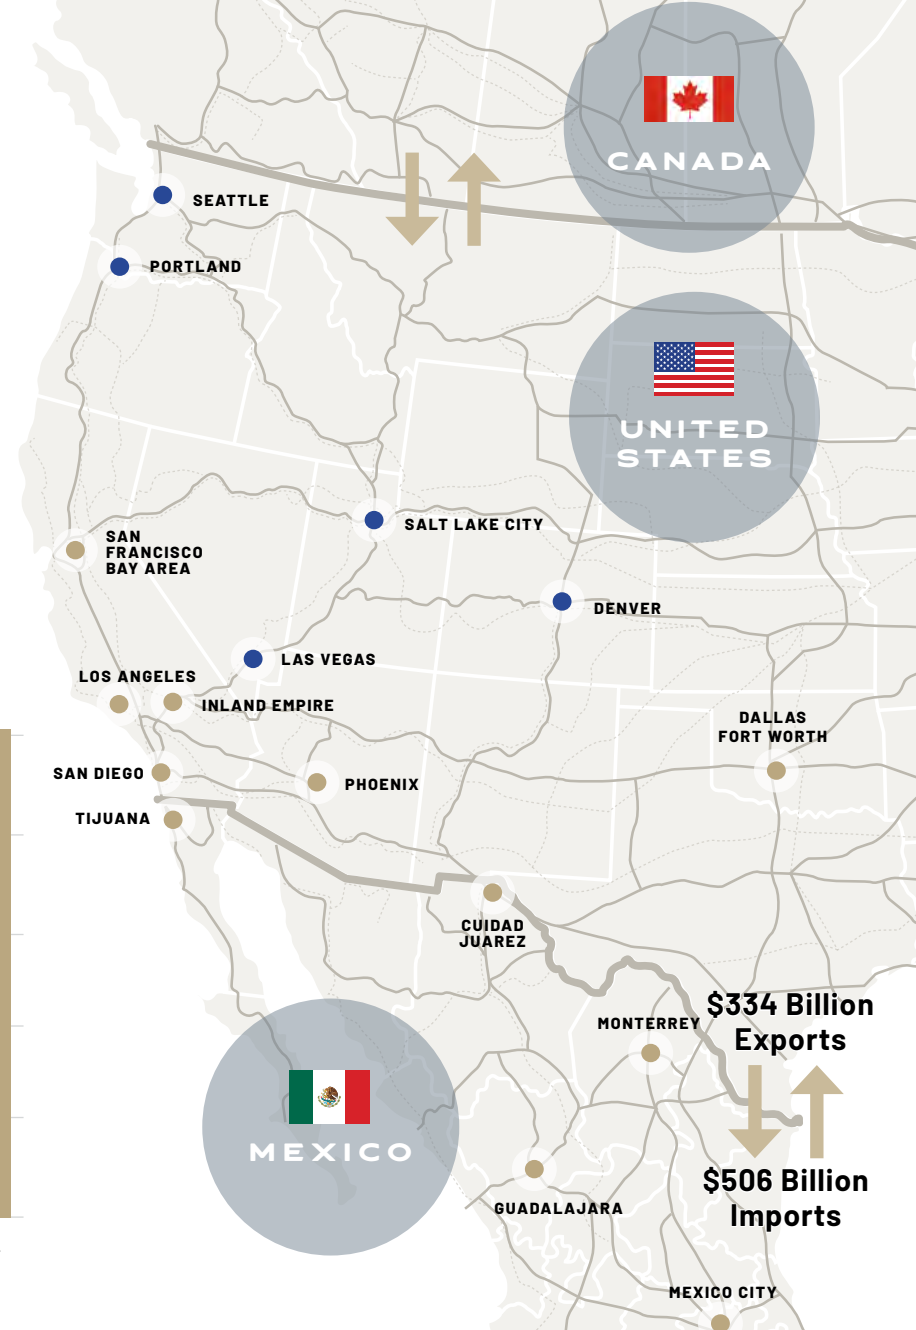 CANADA
SEATTLE
PORTLAND
UNITED
STATES
SALT LAKE CITY
SAN
FRANCISCO
BAY AREA
DENVER
LAS VEGAS
LOS ANGELES
INLAND EMPIRE
DALLAS
FORT WORTH
SAN DIEGO
PHOENIX
TIJUANA
CUIDAD
JUAREZ
$334 Billion
Exports
MONTERREY
MEXICO
$506 Billion
Imports
GUADALAJARA
MEXICO CITY